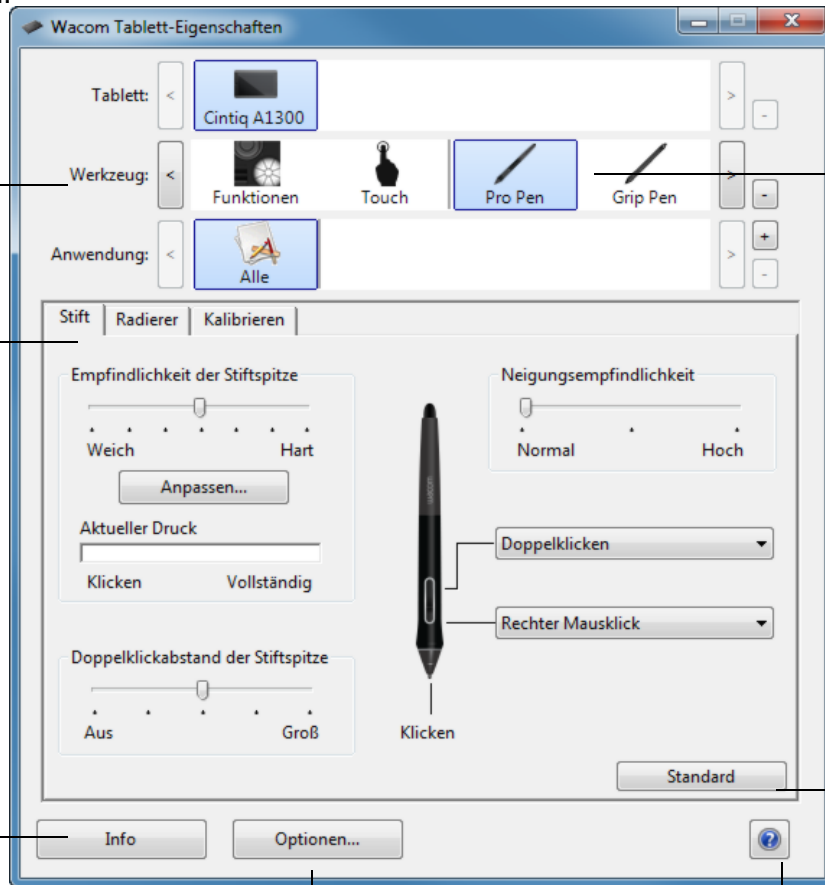 Wacom Tablett-Eigenschaften
Tablett:
<
Cintiq A1300
>
-
Werkzeug:
<
Funktionen
Touch
Pro Pen
Grip Pen
>
-
Anwendung:
<
Alle
>
+
-
Stift
Radierer
Kalibrieren
Empfindlichkeit der Stiftspitze
Weich
Hart
Anpassen...
Aktueller Druck
Klicken
Vollständig
Doppelklickabstand der Stiftspitze
Aus
Groß
wacom
Klicken
Neigungsempfindlichkeit
Normal
Hoch
Doppelklicken
Rechter Mausklick
Standard
Info
Optionen...
?